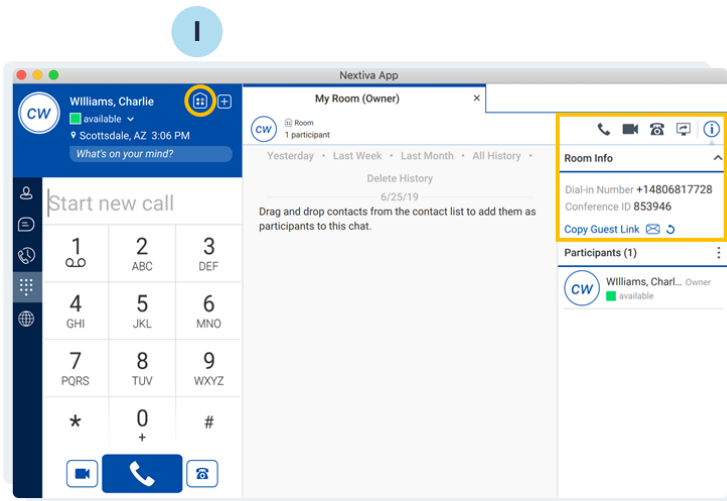 I
Nextiva App
CW
WIlliams, Charlie
available
Scottsdale, AZ 3:06 PM
What's on your mind?
Start new call
1
2 ABC
3 DEF
4 GHI
5 JKL
6 MNO
7 PQRS
8 TUV
9 WXYZ
*
0 +
#
My Room (Owner) ×
CW
Room
1 participant
Yesterday • Last Week • Last Month • All History •
Delete History
6/25/19
Drag and drop contacts from the contact list to add them as
participants to this chat.
Room Info
Dial-in Number +14806817728
Conference ID 853946
Copy Guest Link
Participants (1)
CW
WIlliams, Charl... Owner
available